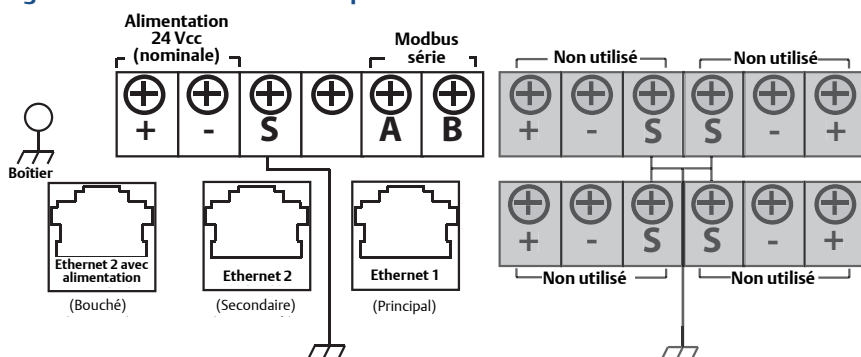 Alimentation
24 Vcc
(nominale)
Modbus
série
Non utilisé
Non utilisé
+ - S A B
+ - S S - +
Boîtier
Ethernet 2 avec
alimentation
Ethernet 2
Ethernet 1
(Bouché)
(Secondaire)
(Principal)
+ - S S - +
Non utilisé
Non utilisé